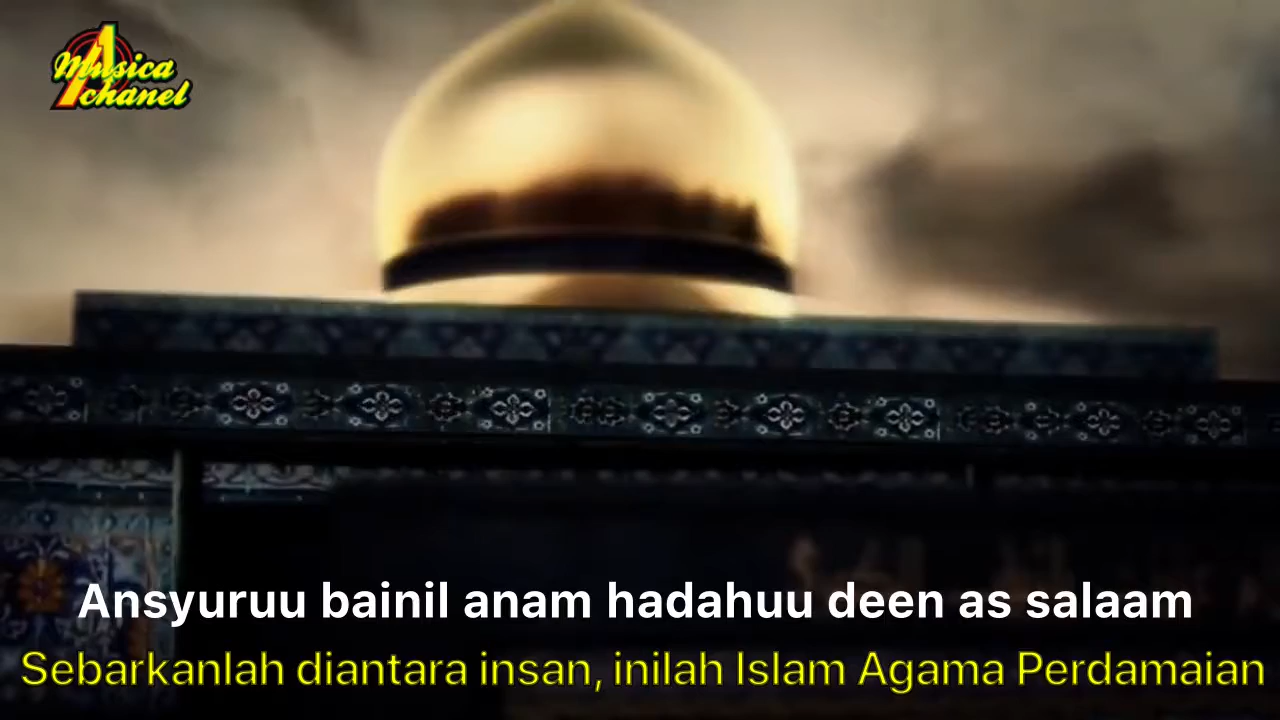 Musica
chanel
Ansyuruu bainil anam hadahuu deen as salaam
Sebarkanlah diantara insan, inilah Islam Agama Perdamaian